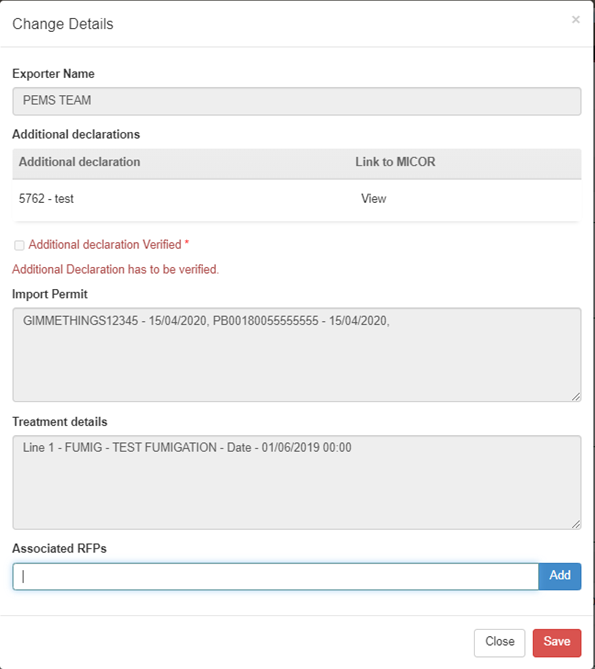 Change Details
×
Exporter Name
PEMS TEAM
Additional declarations
Additional declaration Link to MICOR
5762 - test View
Additional declaration Verified *
Additional Declaration has to be verified.
Import Permit
GIMMETHINGS12345 - 15/04/2020, PB00180055555555 - 15/04/2020,
Treatment details
Line 1 - FUMIG - TEST FUMIGATION - Date - 01/06/2019 00:00
Associated RFPs
Add
Close Save